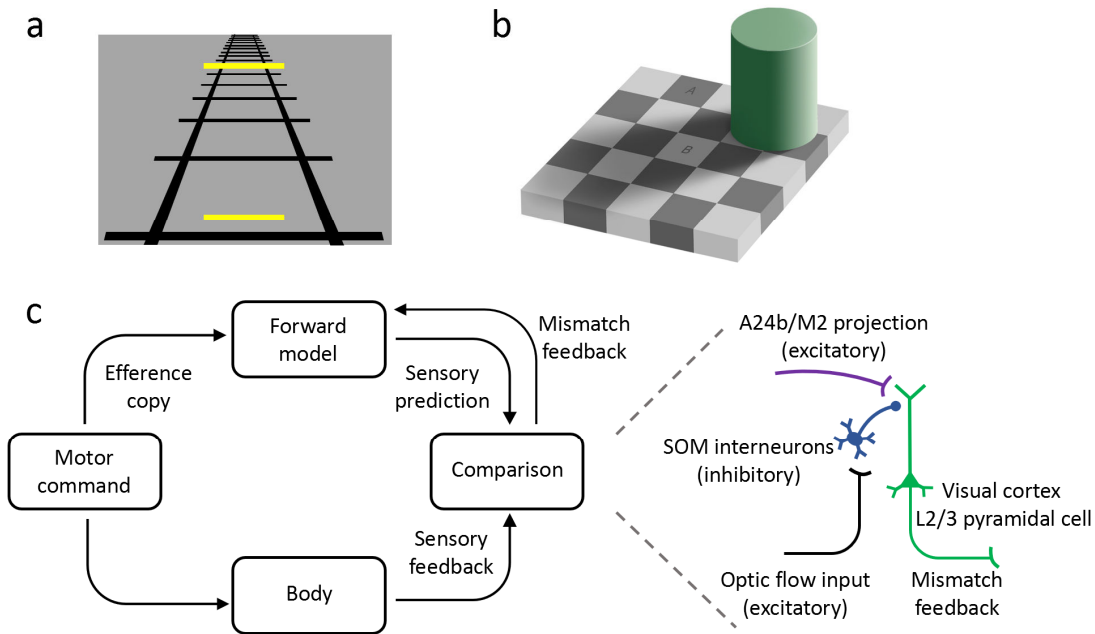 a
b
A
B
c
Forward
model
Mismatch
feedback
Efference
copy
Sensory
prediction
Motor
command
Comparison
Sensory
feedback
Body
A24b/M2 projection
(excitatory)
SOM interneurons
(inhibitory)
Visual cortex
L2/3 pyramidal cell
Optic flow input
(excitatory)
Mismatch
feedback